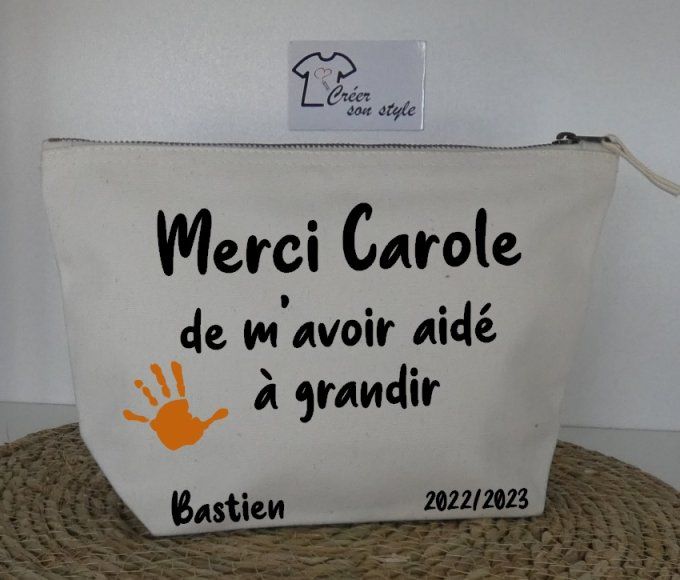 Créer
son style
Merci Carole
de m'avoir aidé
à grandir
Bastien
2022/2023